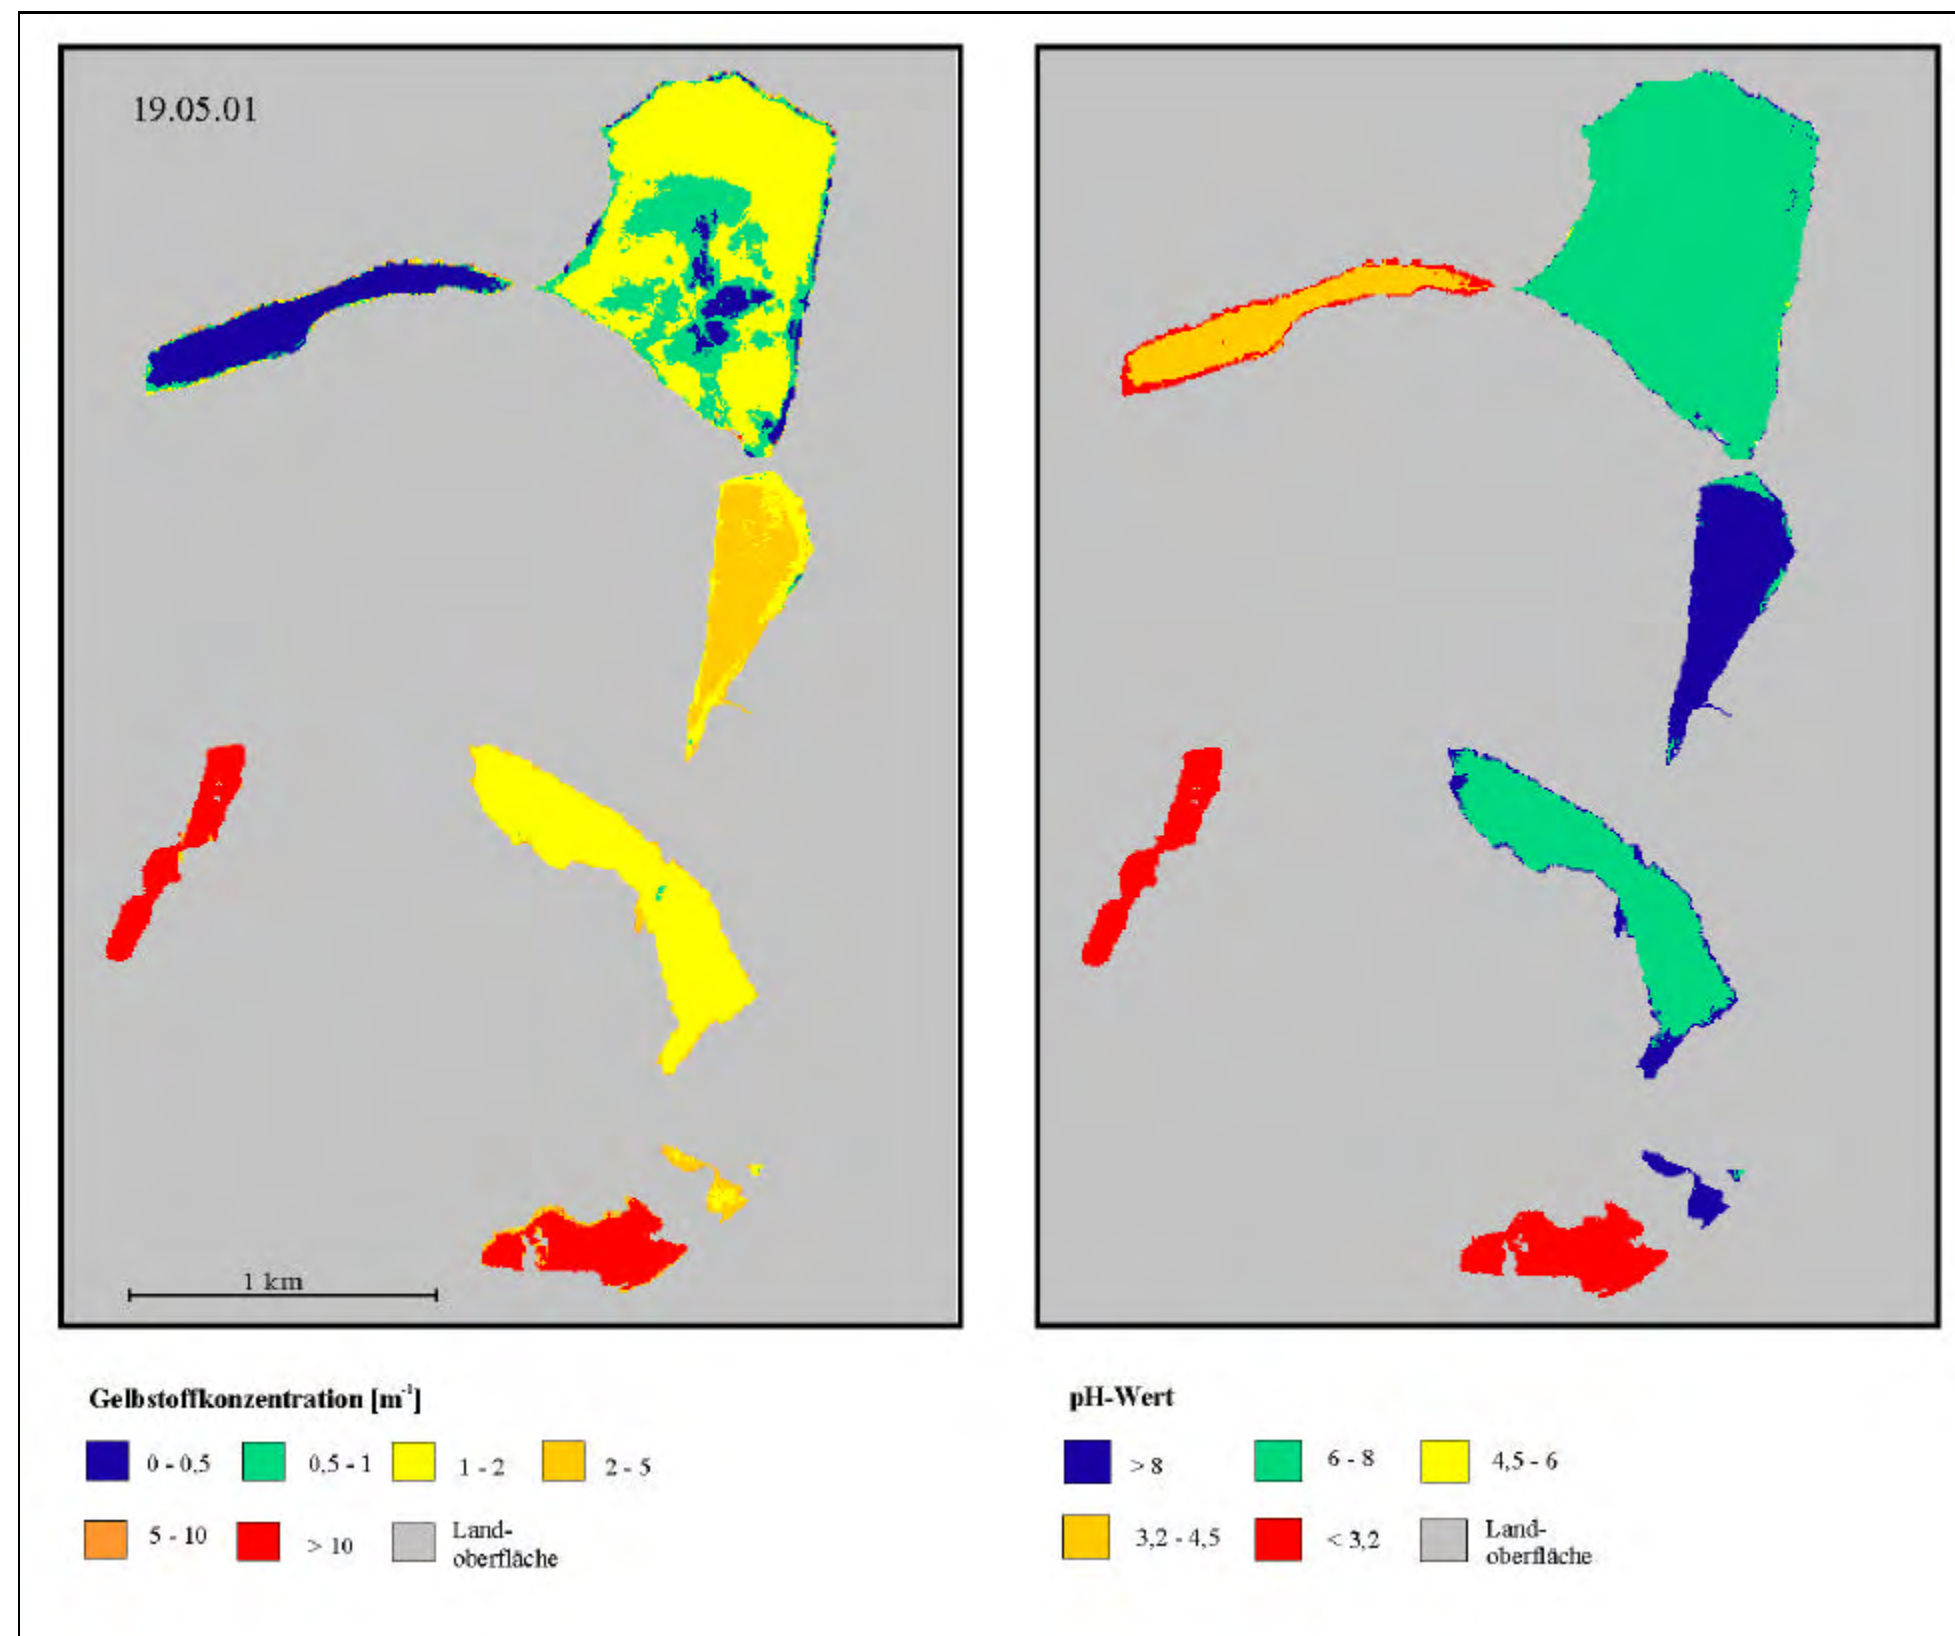 19.05.01
1 km
Gelbstoffkonzentration [m⁻¹]
0 - 0,5
0,5 - 1
1 - 2
2 - 5
5 - 10
> 10
Land-
oberfläche
pH-Wert
> 8
6 - 8
4,5 - 6
3,2 - 4,5
< 3,2
Land-
oberfläche